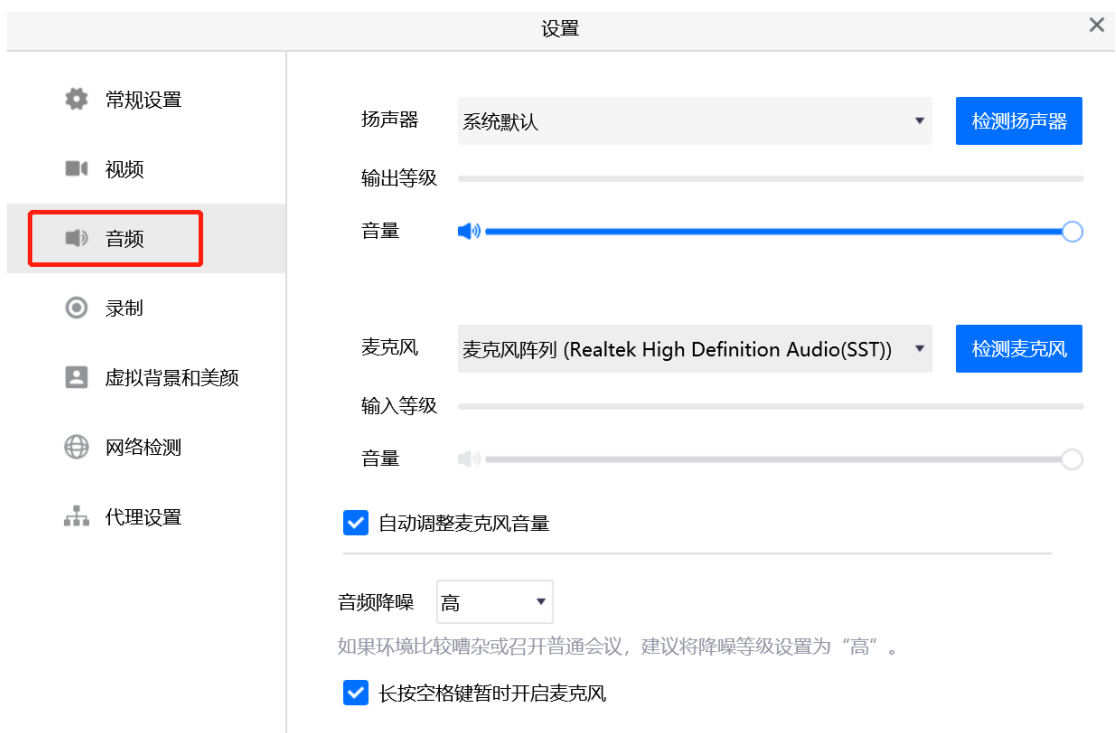 设置
常规设置
视频
音频
录制
虚拟背景和美颜
网络检测
代理设置
扬声器 系统默认 检测扬声器
输出等级
音量
麦克风 麦克风阵列 (Realtek High Definition Audio(SST)) 检测麦克风
输入等级
音量
自动调整麦克风音量
音频降噪 高
如果环境比较嘈杂或召开普通会议，建议将降噪等级设置为“高”。
长按空格键暂时开启麦克风